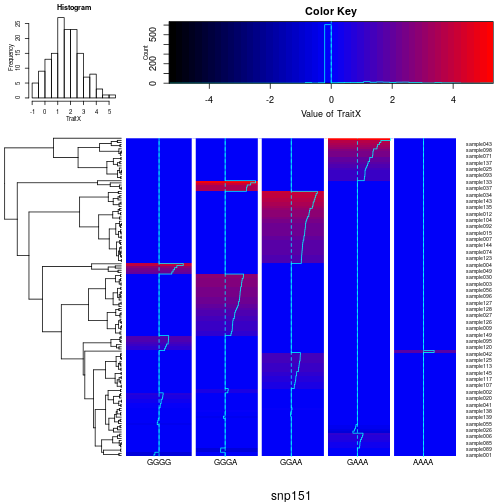 Histogram
Frequency
0 5 10 15 20 25
-1 0 1 2 3 4 5
TraitX
Color Key
Count
0 200 500
-4 -2 0 2 4
Value of TraitX
sample043
sample098
sample071
sample137
sample025
sample093
sample133
sample037
sample034
sample143
sample135
sample012
sample104
sample092
sample015
sample007
sample144
sample074
sample123
sample004
sample049
sample030
sample003
sample056
sample096
sample127
sample128
sample027
sample126
sample009
sample149
sample095
sample120
sample042
sample125
sample113
sample145
sample117
sample107
sample002
sample020
sample041
sample138
sample139
sample055
sample026
sample006
sample085
sample089
sample001
GGGG GGGA GGAA GAAA AAAA
snp151